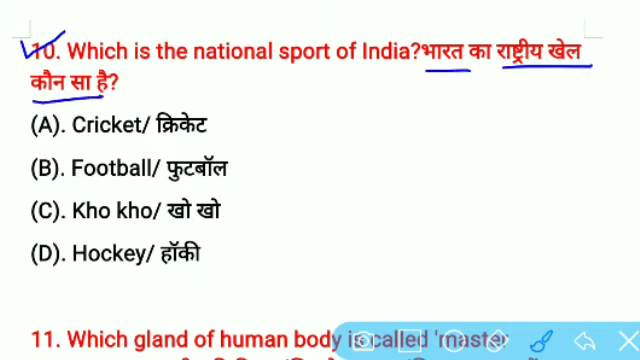 10. Which is the national sport of India?भारत का राष्ट्रीय खेल
कौन सा है?
(A). Cricket/ क्रिकेट
(B). Football/ फुटबॉल
(C). Kho kho/ खो खो
(D). Hockey/ हॉकी
11. Which gland of human body is called 'master